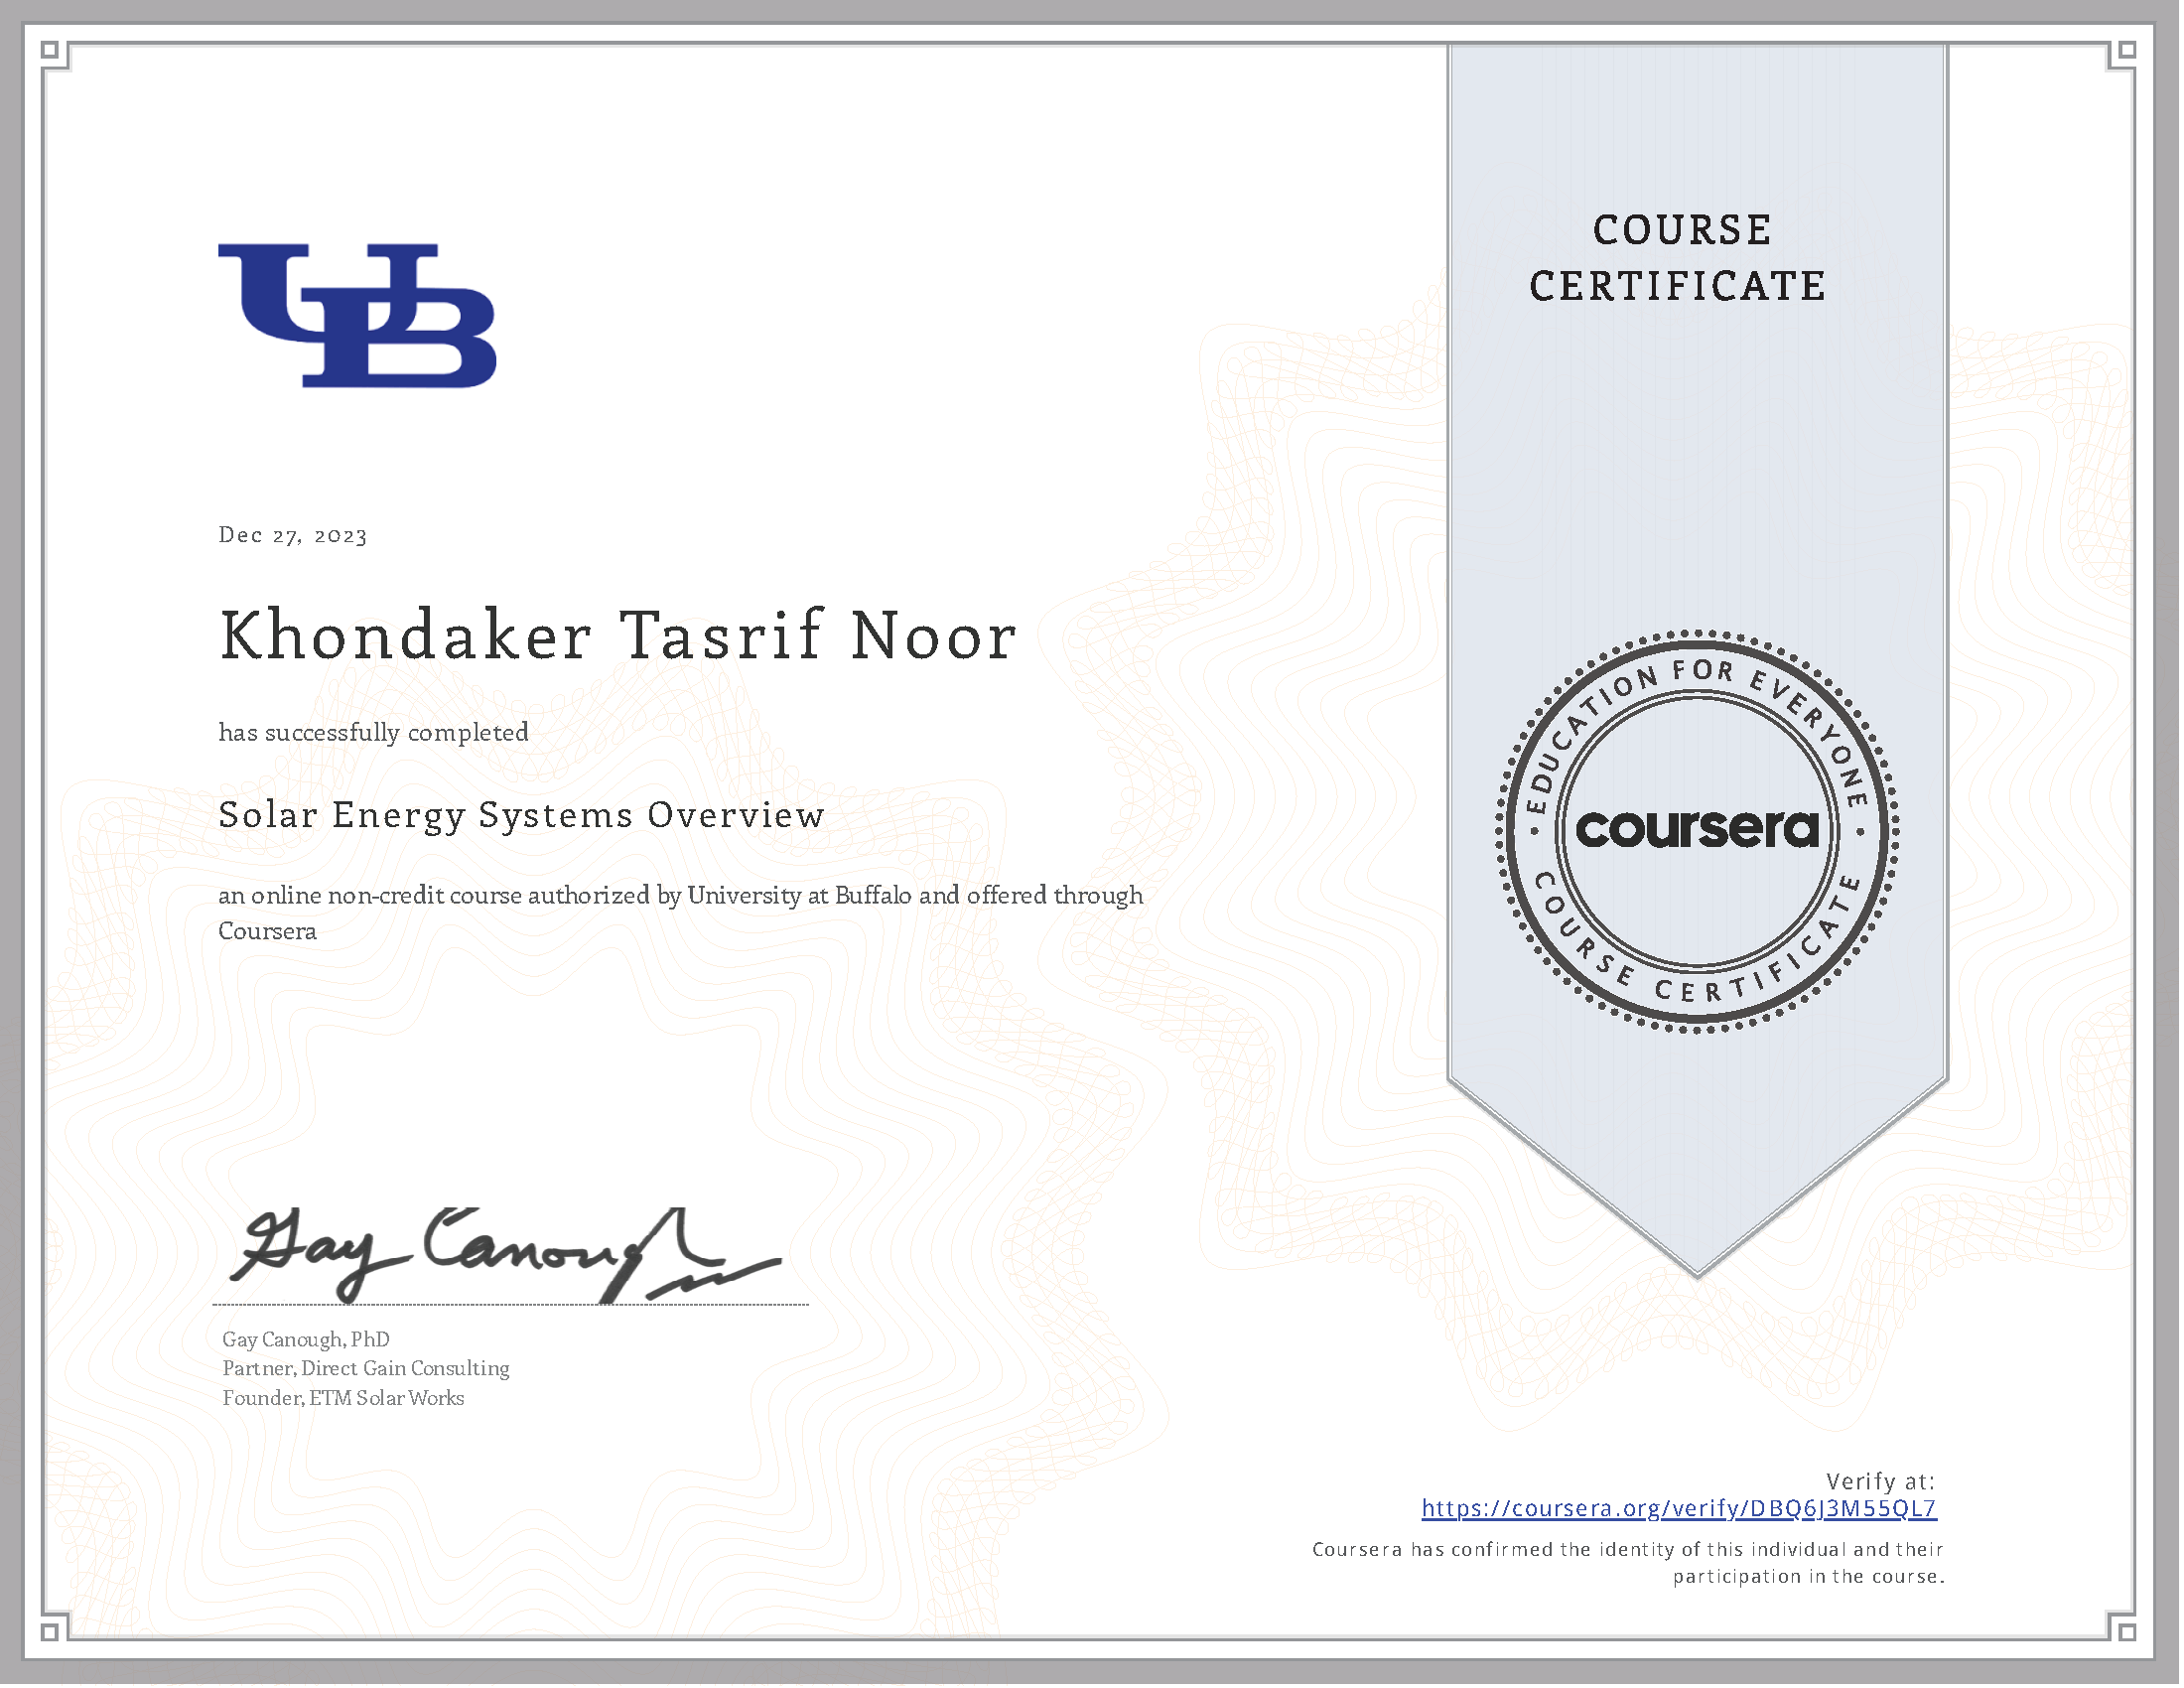 UB
COURSE
CERTIFICATE
Dec 27, 2023
Khondaker Tasrif Noor
has successfully completed
Solar Energy Systems Overview
an online non-credit course authorized by University at Buffalo and offered through
Coursera
EDUCATION FOR EVERYONE
coursera
COURSE CERTIFICATE
Gay Canough
Gay Canough, PhD
Partner, Direct Gain Consulting
Founder, ETM Solar Works
Verify at:
https://coursera.org/verify/DBQ6J3M55QL7
Coursera has confirmed the identity of this individual and their
participation in the course.